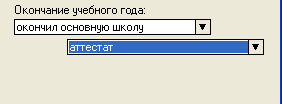 Окончание учебного года:
окончил основную школу
аттестат